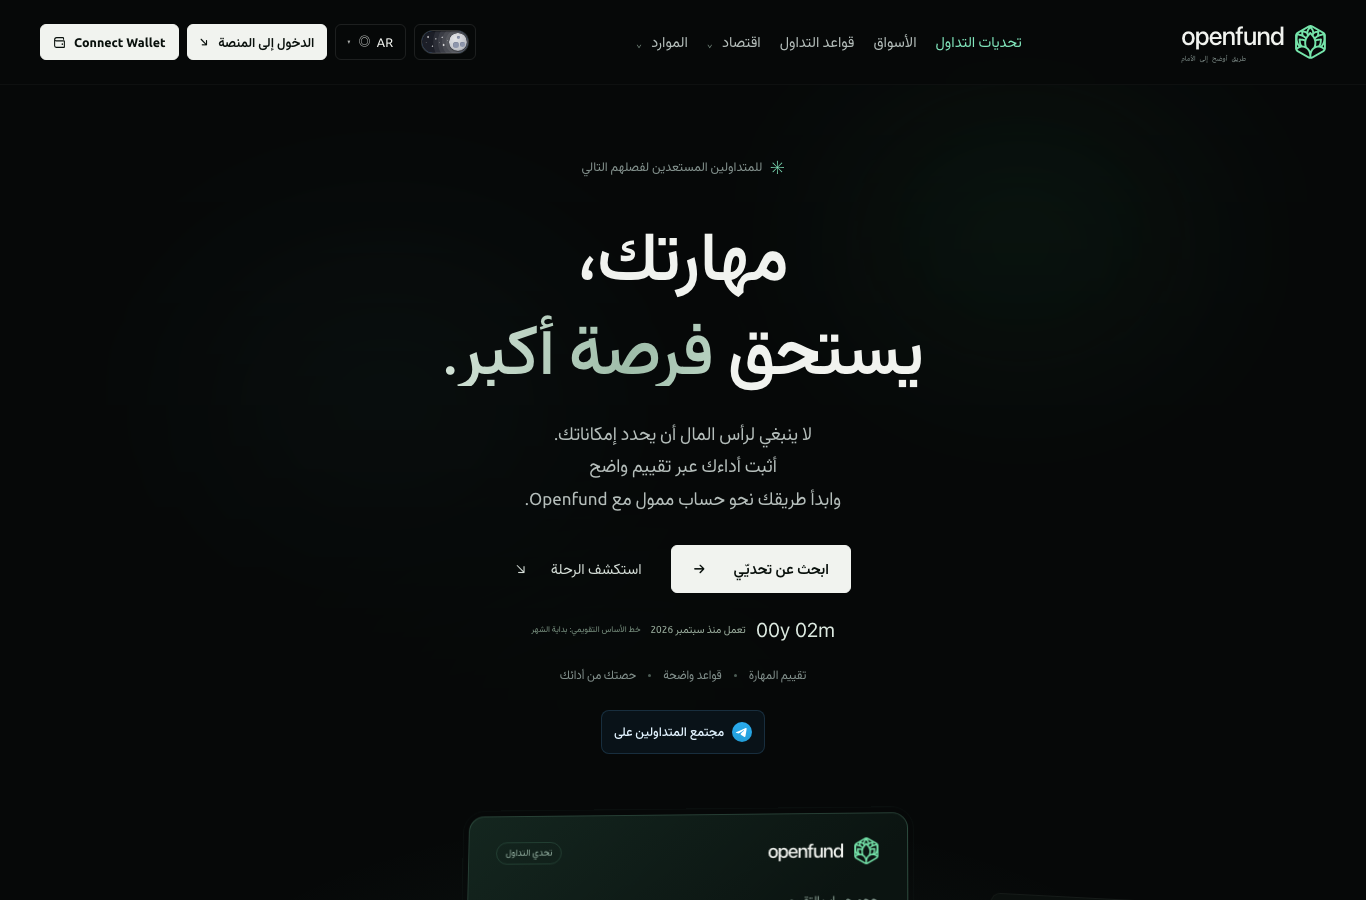 openfund
طريق أوضح إلى الأمام
تحديات التداول
الأسواق
قواعد التداول
اقتصاد
الموارد
AR
الدخول إلى المنصة
Connect Wallet
للمتداولين المستعدين لفصلهم التالي
مهارتك،
يستحق فرصة أكبر.
لا ينبغي لرأس المال أن يحدد إمكاناتك.
أثبت أداءك عبر تقييم واضح
وابدأ طريقك نحو حساب ممول مع Openfund.
ابحث عن تحديّي
استكشف الرحلة
00y 02m تعمل منذ سبتمبر 2026 خط الأساس التقويمي: بداية الشهر
تقييم المهارة • قواعد واضحة • حصتك من أدائك
مجتمع المتداولين على
openfund
تحدي التداول